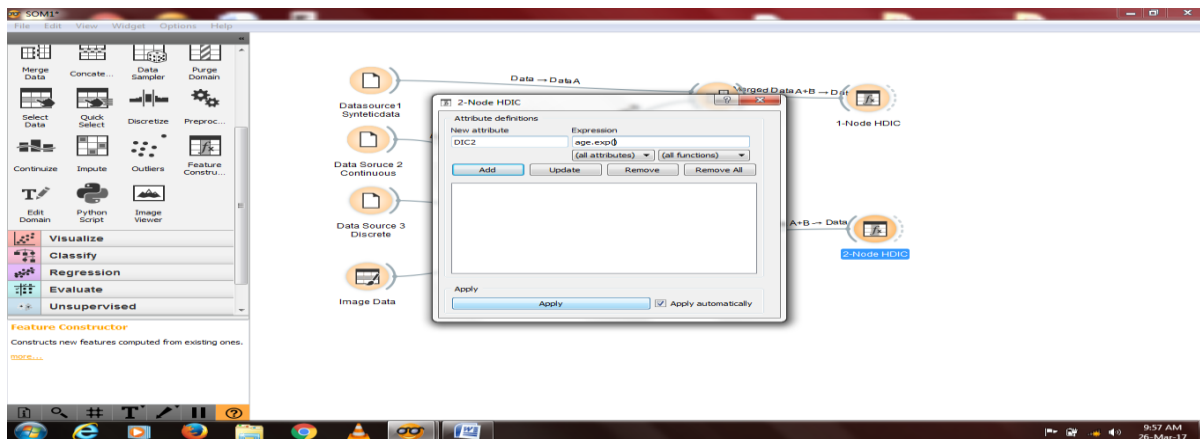 SOM1*
File Edit View Widget Options Help
Merge Data
Concate...
Data Sampler
Purge Domain
Select Data
Quick Select
Discretize
Preproc...
Continuize
Impute
Outliers
Feature Constru...
Edit Domain
Python Script
Image Viewer
Visualize
Classify
Regression
Evaluate
Unsupervised
Feature Constructor
Constructs new features computed from existing ones.
more...
Datasource1 Synteticdata
Data Soruce 2 Continuous
Data Source 3 Discrete
Image Data
Data → Data A
Merged Data A+B → Dat
1-Node HDIC
A+B → Data
2-Node HDIC
2-Node HDIC
Attribute definitions
New attribute Expression
DIC2 age.exp()
(all attributes) (all functions)
Add Update Remove Remove All
Apply
Apply Apply automatically
9:57 AM
26-Mar-17